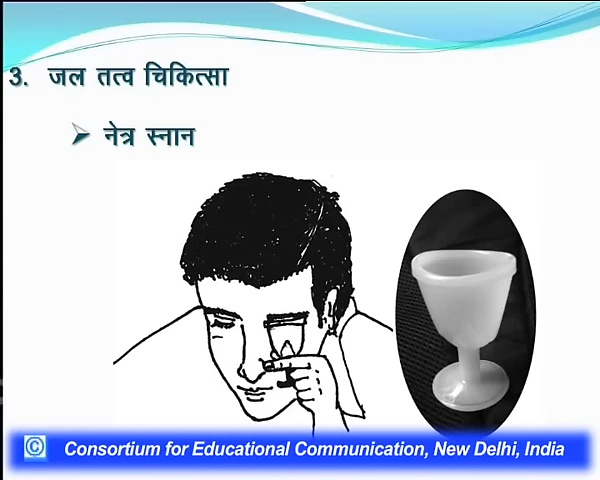 3. जल तत्व चिकित्सा
➢ नेत्र स्नान
© Consortium for Educational Communication, New Delhi, India